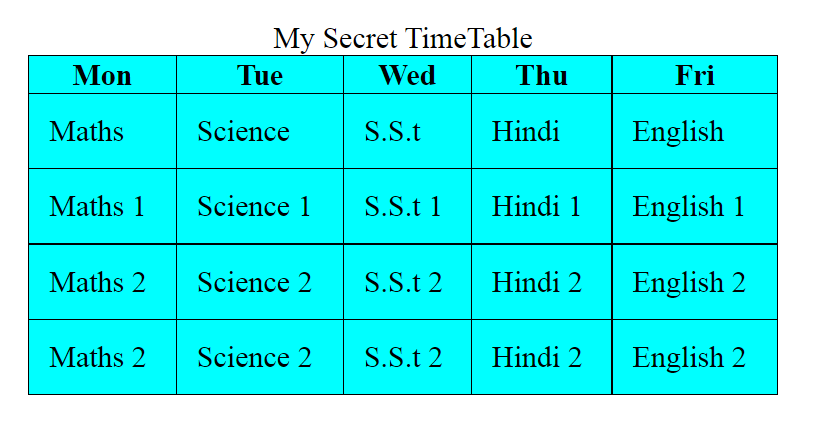 My Secret TimeTable
Mon Tue Wed Thu Fri
Maths Science S.S.t Hindi English
Maths 1 Science 1 S.S.t 1 Hindi 1 English 1
Maths 2 Science 2 S.S.t 2 Hindi 2 English 2
Maths 2 Science 2 S.S.t 2 Hindi 2 English 2